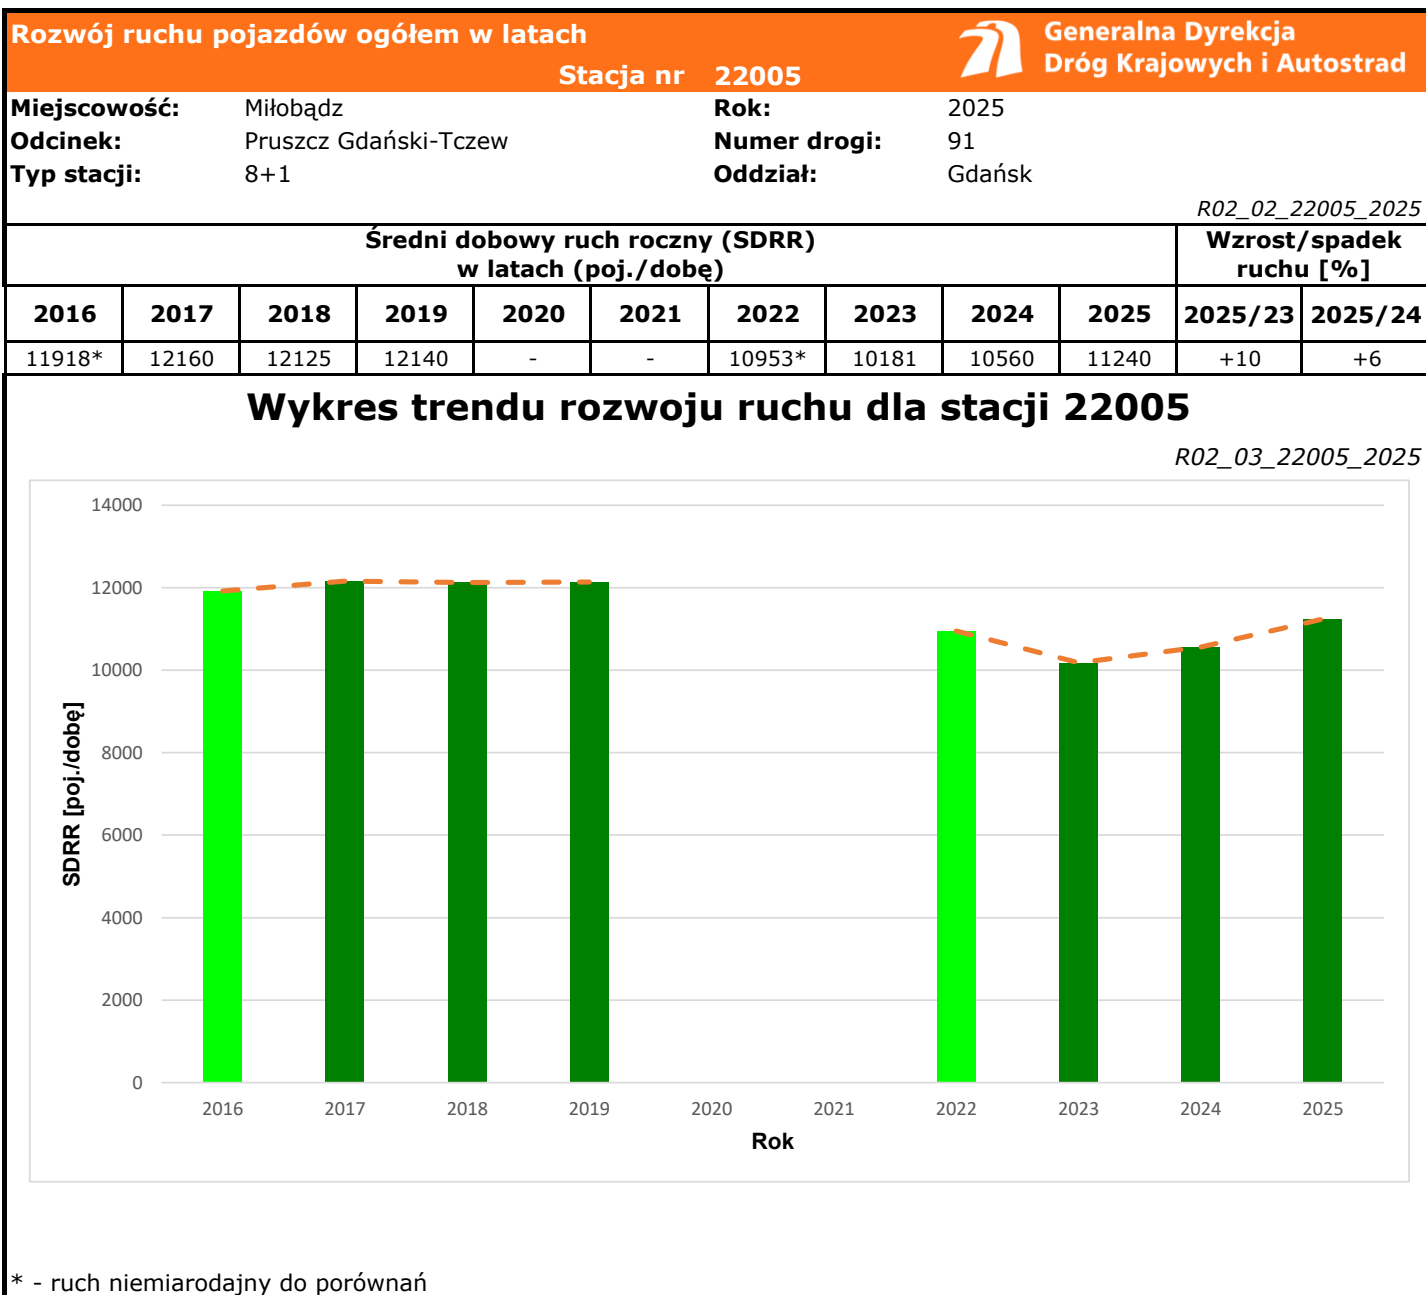 Rozwój ruchu pojazdów ogółem w latach
Stacja nr 22005
Generalna Dyrekcja
Dróg Krajowych i Autostrad
Miejscowość: Miłobądz Rok: 2025
Odcinek: Pruszcz Gdański-Tczew Numer drogi: 91
Typ stacji: 8+1 Oddział: Gdańsk
R02_02_22005_2025
Średni dobowy ruch roczny (SDRR)
w latach (poj./dobę)
Wzrost/spadek
ruchu [%]
2016 2017 2018 2019 2020 2021 2022 2023 2024 2025 2025/23 2025/24
11918* 12160 12125 12140 - - 10953* 10181 10560 11240 +10 +6
Wykres trendu rozwoju ruchu dla stacji 22005
R02_03_22005_2025
14000
12000
10000
8000
6000
4000
2000
0
SDRR [poj./dobę]
2016 2017 2018 2019 2020 2021 2022 2023 2024 2025
Rok
* - ruch niemiarodajny do porównań